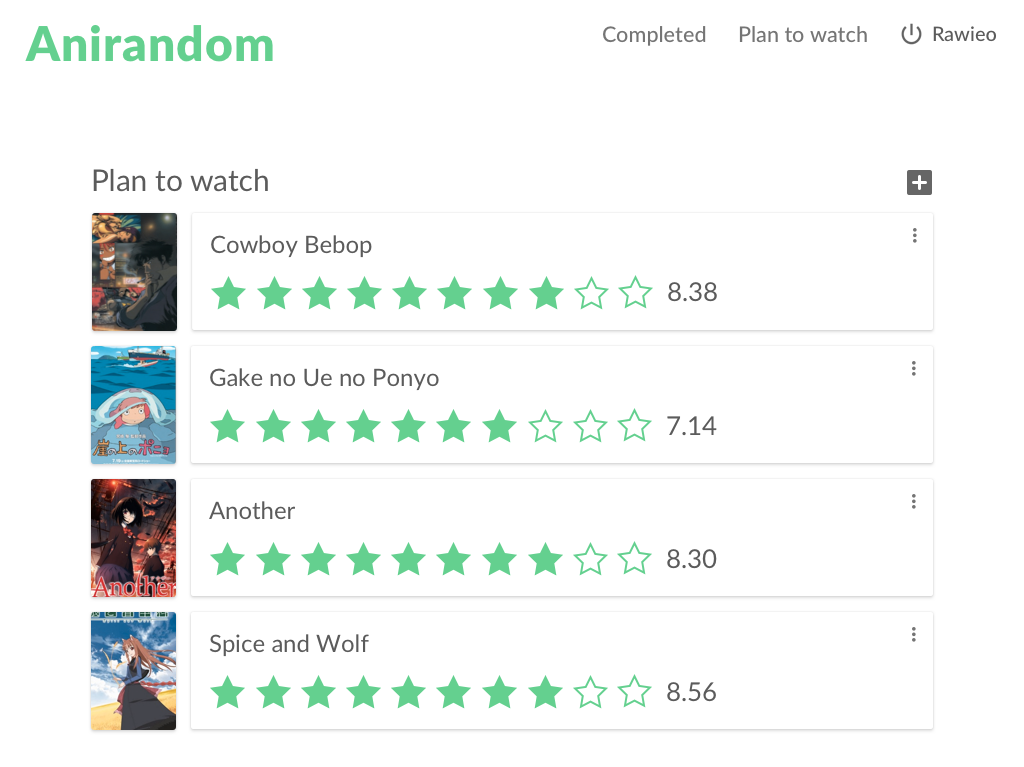 Anirandom
Completed
Plan to watch
Rawieo
Plan to watch
Cowboy Bebop
8.38
Gake no Ue no Ponyo
7.14
崖の上のポニョ
Another
8.30
Another
Spice and Wolf
8.56